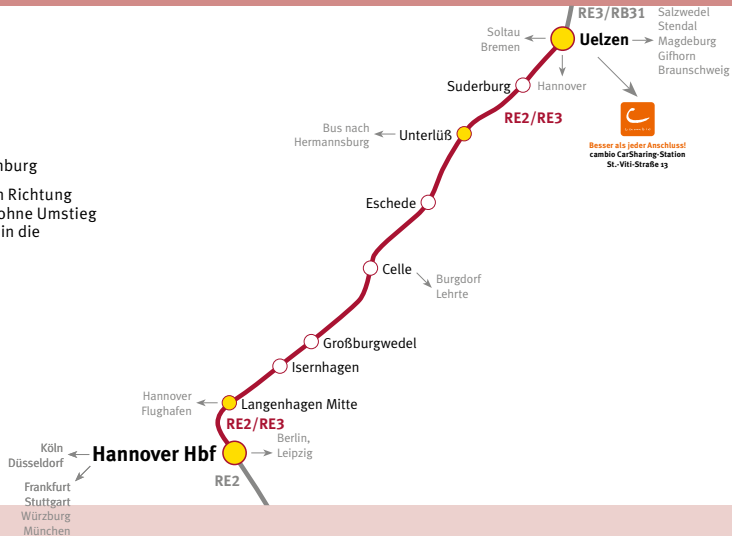 RE3/RB31
Salzwedel
Stendal
Magdeburg
Gifhorn
Braunschweig
Soltau
Bremen
Uelzen
Suderburg
Hannover
RE2/RE3
Bus nach
Hermannsburg
Unterlüß
Besser als jeder Anschluss!
cambio CarSharing-Station
St.-Viti-Straße 13
nburg
n Richtung
ohne Umstieg
in die
Eschede
Celle
Burgdorf
Lehrte
Großburgwedel
Isernhagen
Hannover
Flughafen
Langenhagen Mitte
RE2/RE3
Berlin,
Leipzig
Köln
Düsseldorf
Hannover Hbf
RE2
Frankfurt
Stuttgart
Würzburg
München